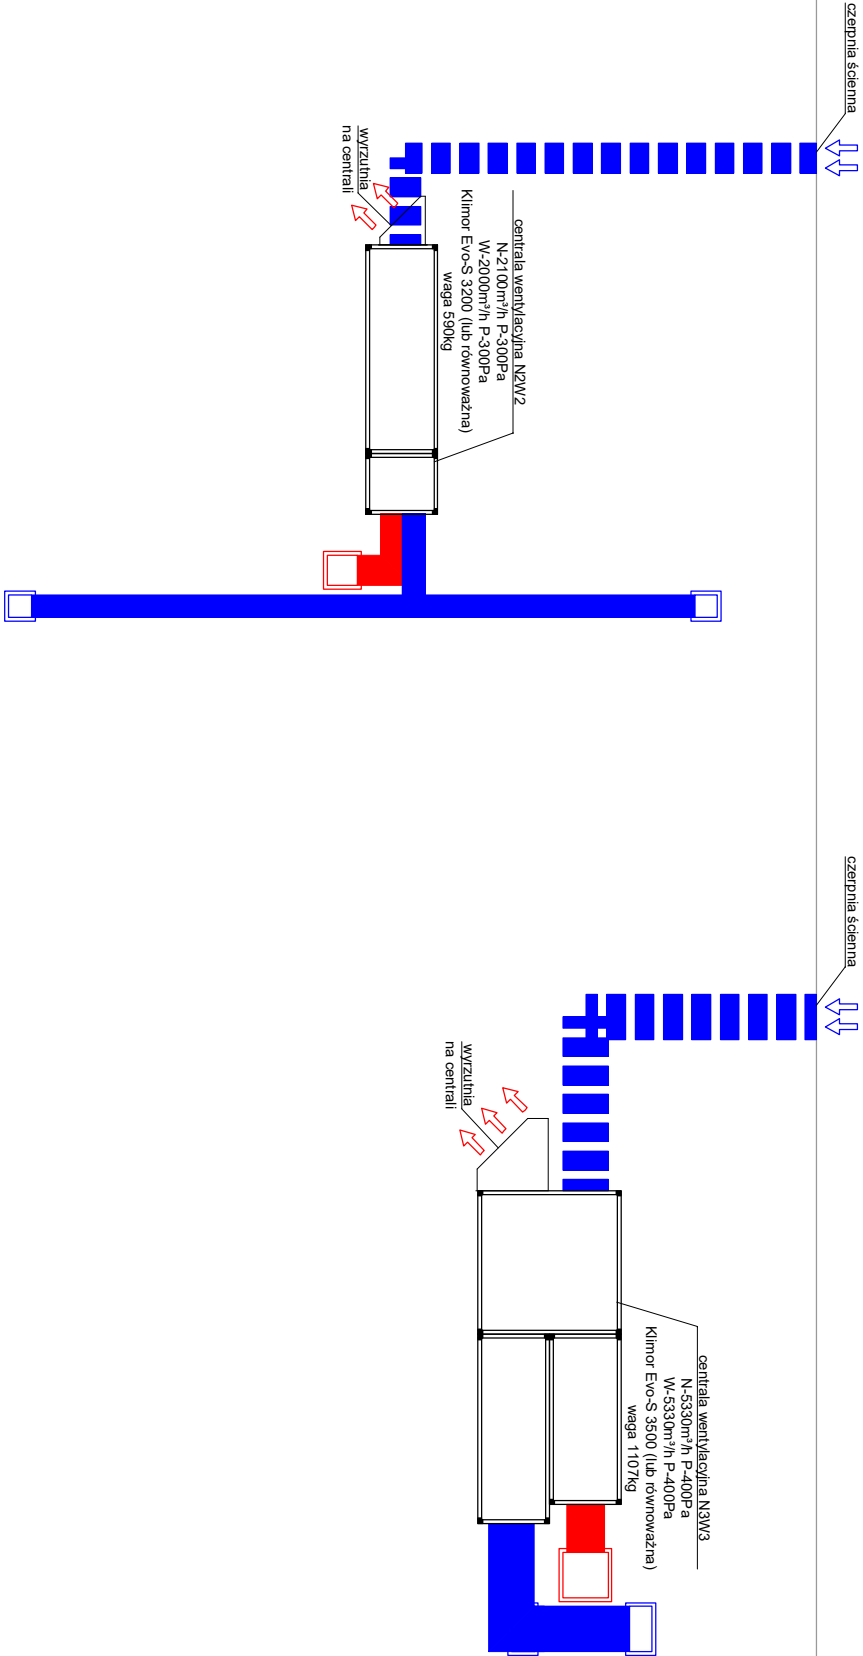 czerpnia ścienna
wyrzutnia
na centrali
centrala wentylacyjna N2W2
N-2100m³/h P-300Pa
W-2000m³/h P-300Pa
Klimor Evo-S 3200 (lub równoważna)
waga 590kg
czerpnia ścienna
wyrzutnia
na centrali
centrala wentylacyjna N3W3
N-5330m³/h P-400Pa
W-5330m³/h P-400Pa
Klimor Evo-S 3500 (lub równoważna)
waga 1107kg